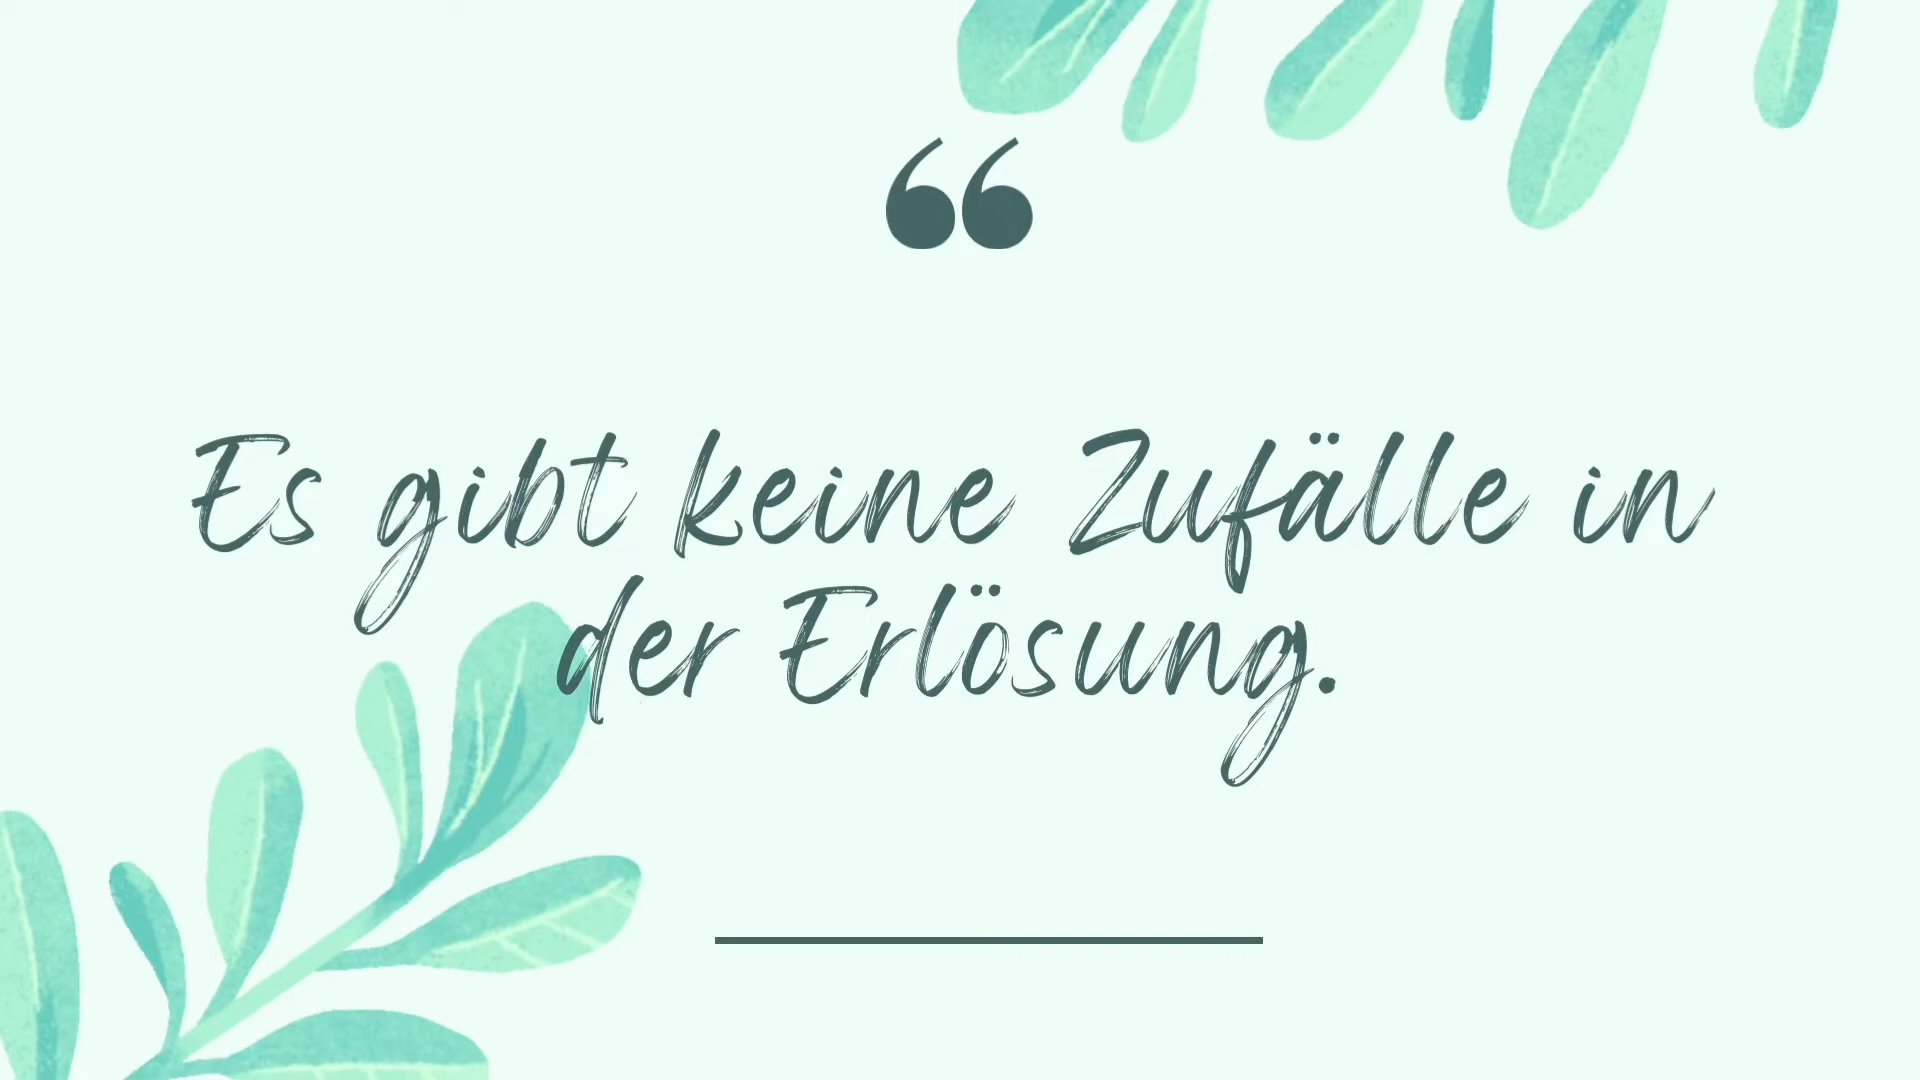 “
Es gibt keine Zufälle in
der Erlösung.